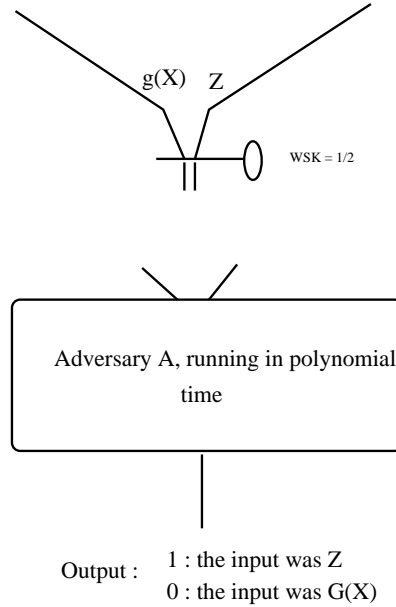 g(X) Z
WSK = 1/2
Adversary A, running in polynomial
time
Output : 1 : the input was Z
0 : the input was G(X)